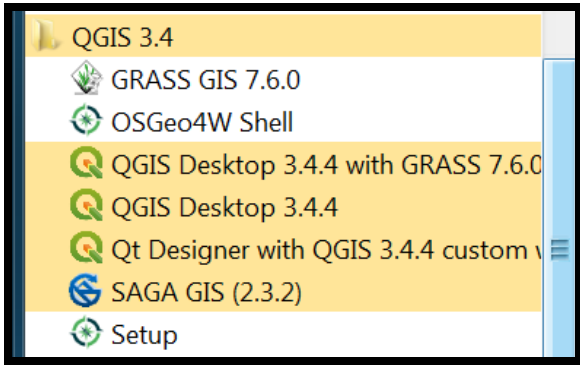 QGIS 3.4
GRASS GIS 7.6.0
OSGeo4W Shell
QGIS Desktop 3.4.4 with GRASS 7.6.0
QGIS Desktop 3.4.4
Qt Designer with QGIS 3.4.4 custom
SAGA GIS (2.3.2)
Setup